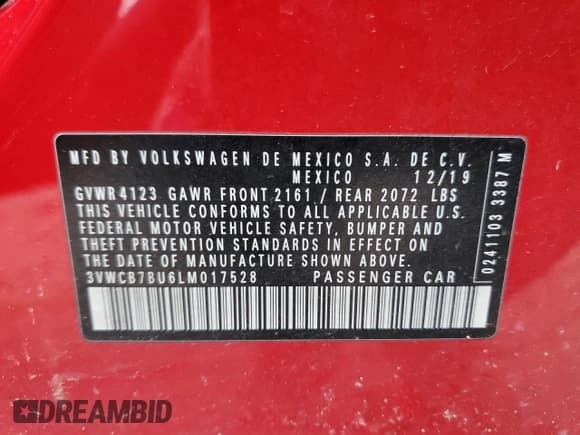 MFD BY VOLKSWAGEN DE MEXICO S.A. DE C.V.
MEXICO 12/19
GVWR 4123 GAWR FRONT 2161 / REAR 2072 LBS
THIS VEHICLE CONFORMS TO ALL APPLICABLE U.S.
FEDERAL MOTOR VEHICLE SAFETY, BUMPER AND
THEFT PREVENTION STANDARDS IN EFFECT ON
THE DATE OF MANUFACTURE SHOWN ABOVE.
3VWCB7BU6LM017528 PASSENGER CAR
02411103 3387 M
DREAMBID